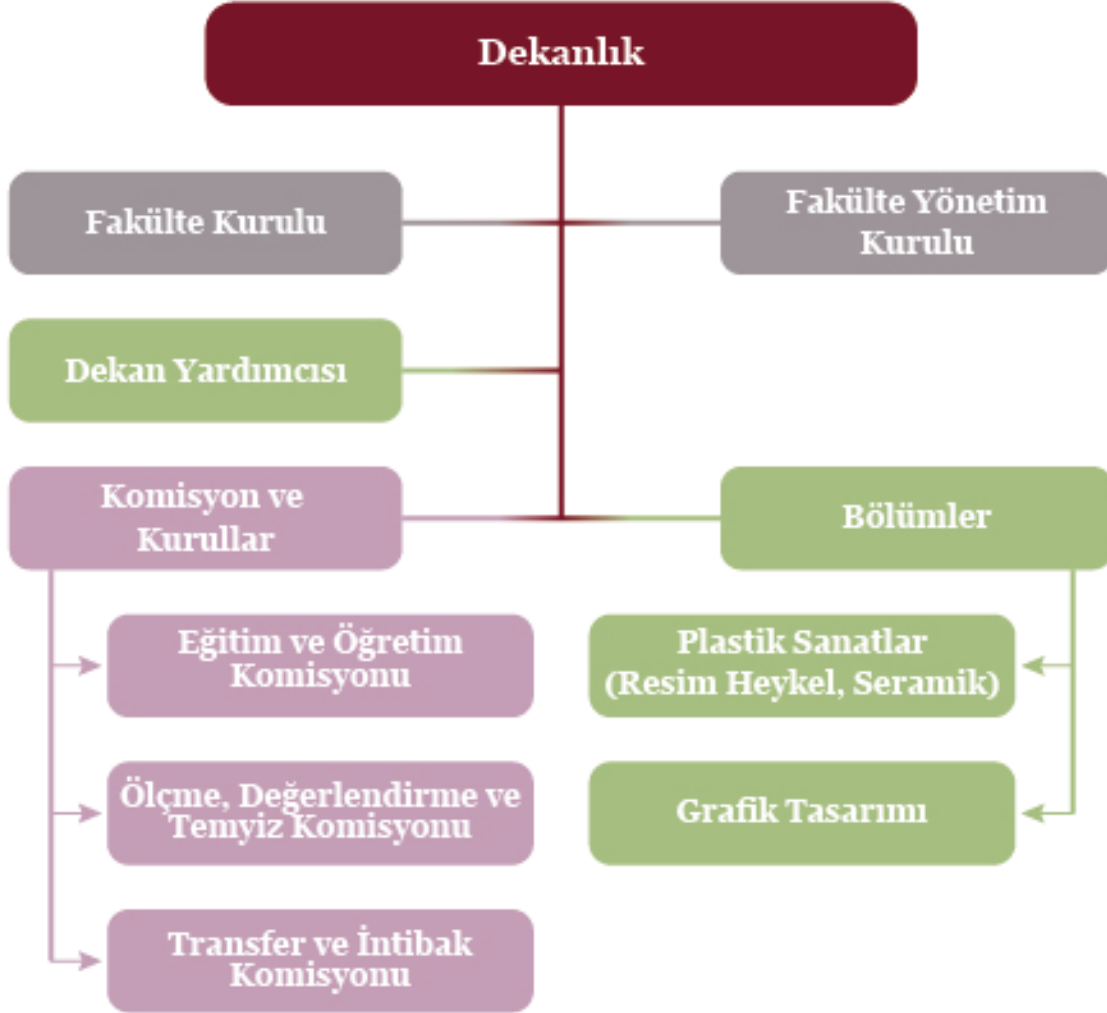 Dekanlık
Fakülte Kurulu
Fakülte Yönetim
Kurulu
Dekan Yardımcısı
Komisyon ve
Kurullar
Bölümler
Eğitim ve Öğretim
Komisyonu
Plastik Sanatlar
(Resim Heykel, Seramik)
Ölçme, Değerlendirme ve
Temyiz Komisyonu
Grafik Tasarımı
Transfer ve İntibak
Komisyonu